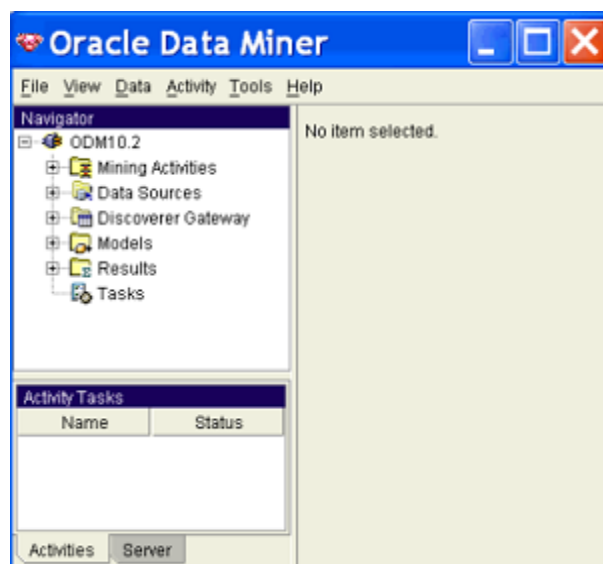 Oracle Data Miner
File View Data Activity Tools Help
Navigator
ODM10.2
Mining Activities
Data Sources
Discoverer Gateway
Models
Results
Tasks
No item selected.
Activity Tasks
Name Status
Activities Server